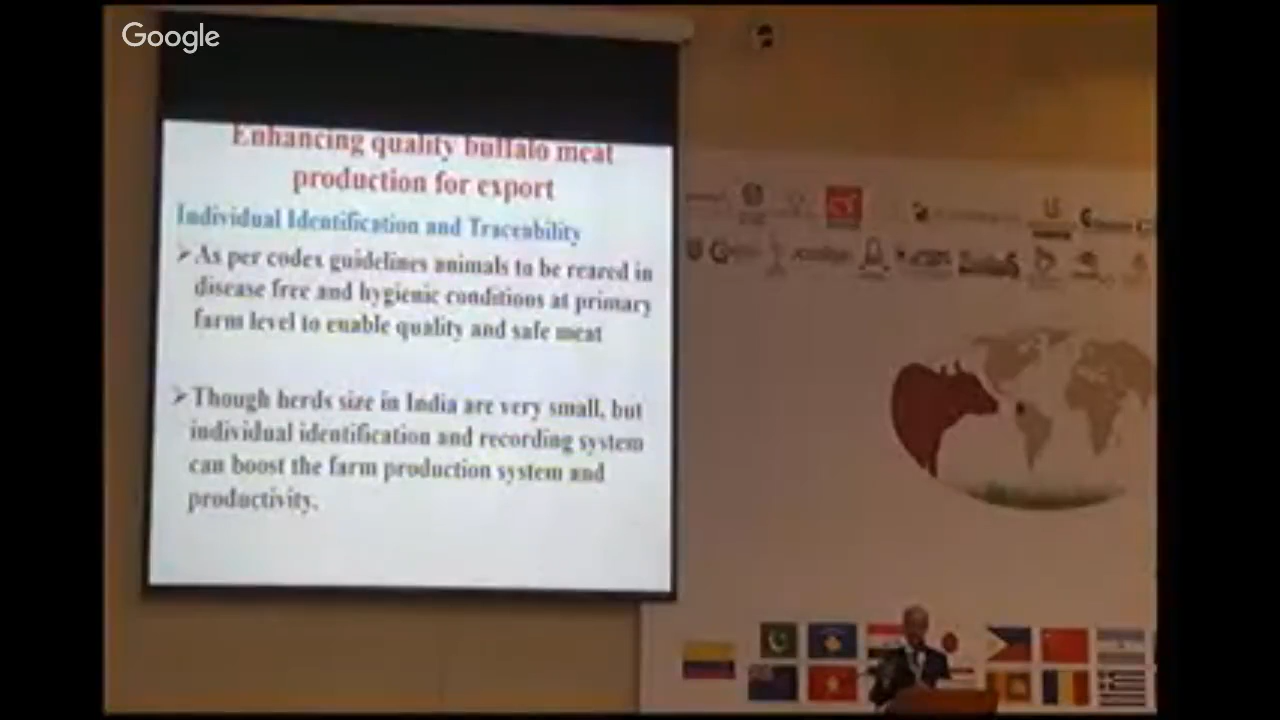 Google
Enhancing quality buffalo meat
production for export
Individual Identification and Traceability
➢ As per codex guidelines animals to be reared in
disease free and hygienic conditions at primary
farm level to enable quality and safe meat
➢ Though herds size in India are very small, but
individual identification and recording system
can boost the farm production system and
productivity.